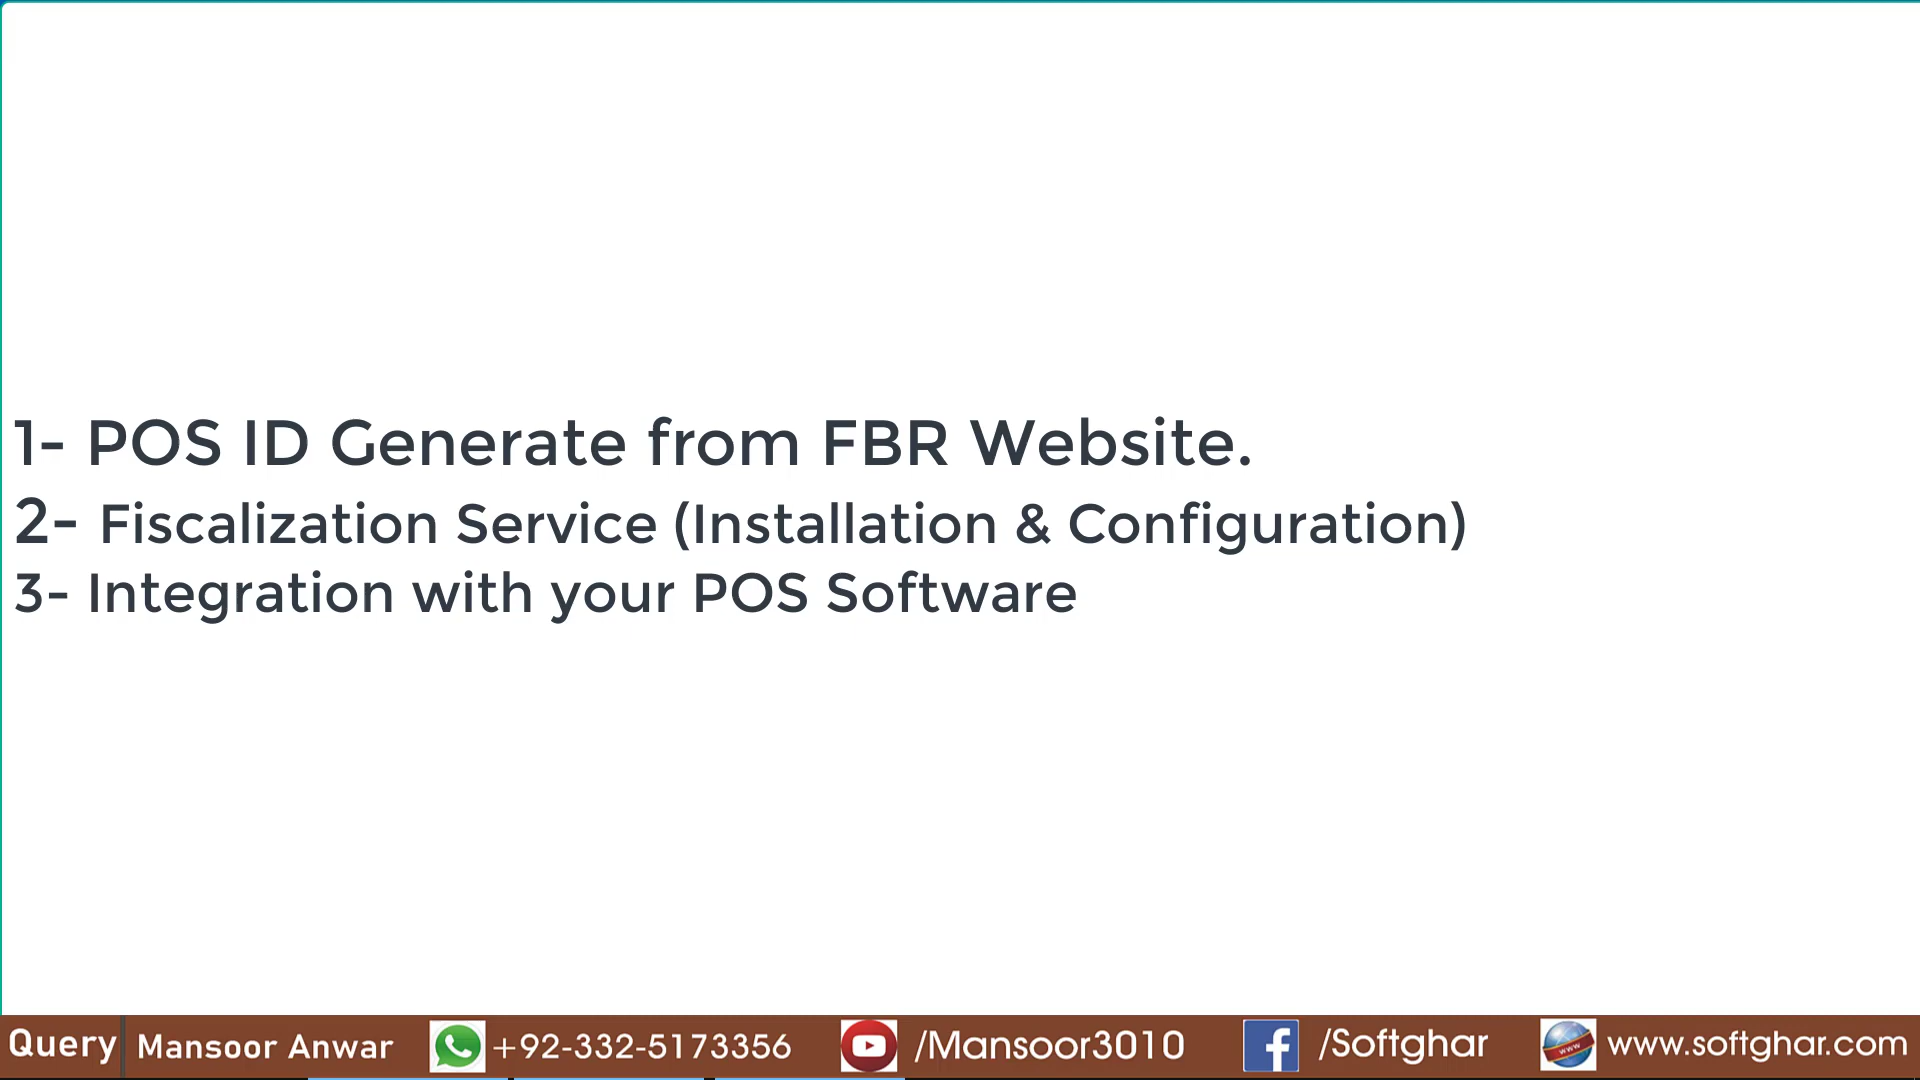 1- POS ID Generate from FBR Website.
2- Fiscalization Service (Installation & Configuration)
3- Integration with your POS Software
Query Mansoor Anwar +92-332-5173356 /Mansoor3010 /Softghar www www.softghar.com